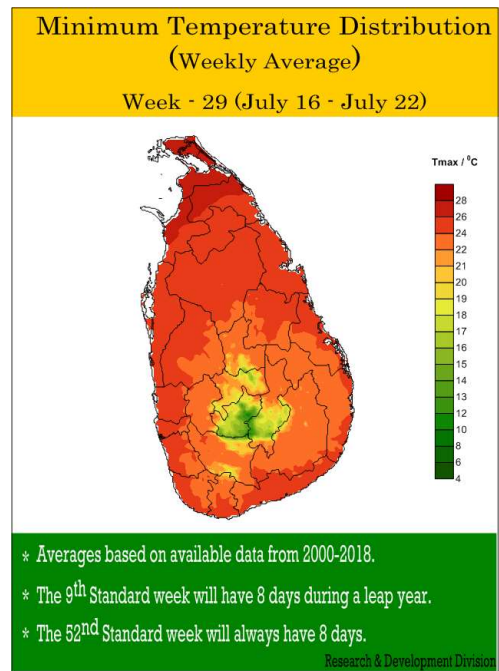 Minimum Temperature Distribution
(Weekly Average)
Week - 29 (July 16 - July 22)
Tmax / ⁰C
28
26
24
22
21
20
19
18
17
16
15
14
13
12
10
8
6
4
* Averages based on available data from 2000-2018.
* The 9th Standard week will have 8 days during a leap year.
* The 52nd Standard week will always have 8 days.
Research & Development Division